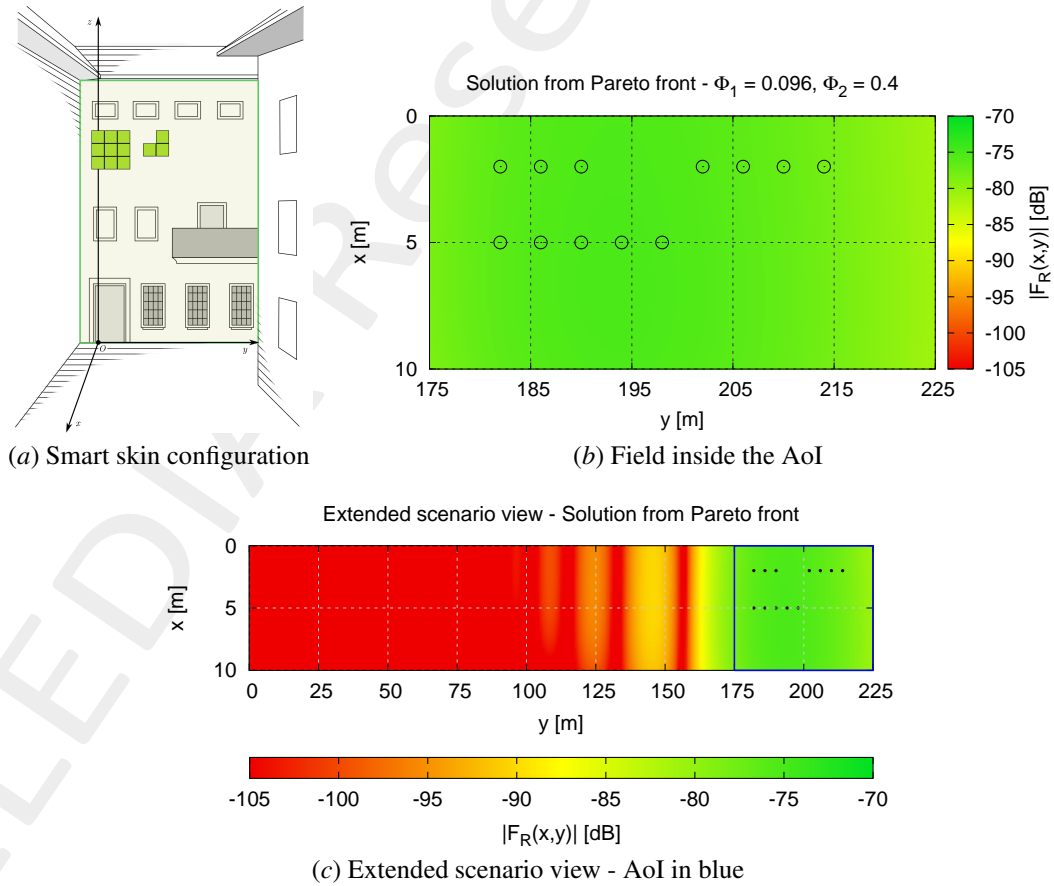 z
O
y
x
(a) Smart skin configuration
Solution from Pareto front - Φ1 = 0.096, Φ2 = 0.4
0
5
10
x [m]
175 185 195 205 215 225
y [m]
-70
-75
-80
-85
-90
-95
-100
-105
|FR(x,y)| [dB]
(b) Field inside the AoI
Extended scenario view - Solution from Pareto front
0
5
10
x [m]
0 25 50 75 100 125 150 175 200 225
y [m]
-105 -100 -95 -90 -85 -80 -75 -70
|FR(x,y)| [dB]
(c) Extended scenario view - AoI in blue